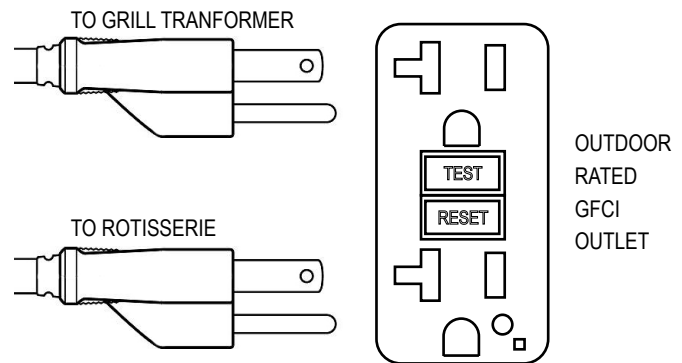 TO GRILL TRANFORMER
TEST
RESET
OUTDOOR
RATED
GFCI
OUTLET
TO ROTISSERIE